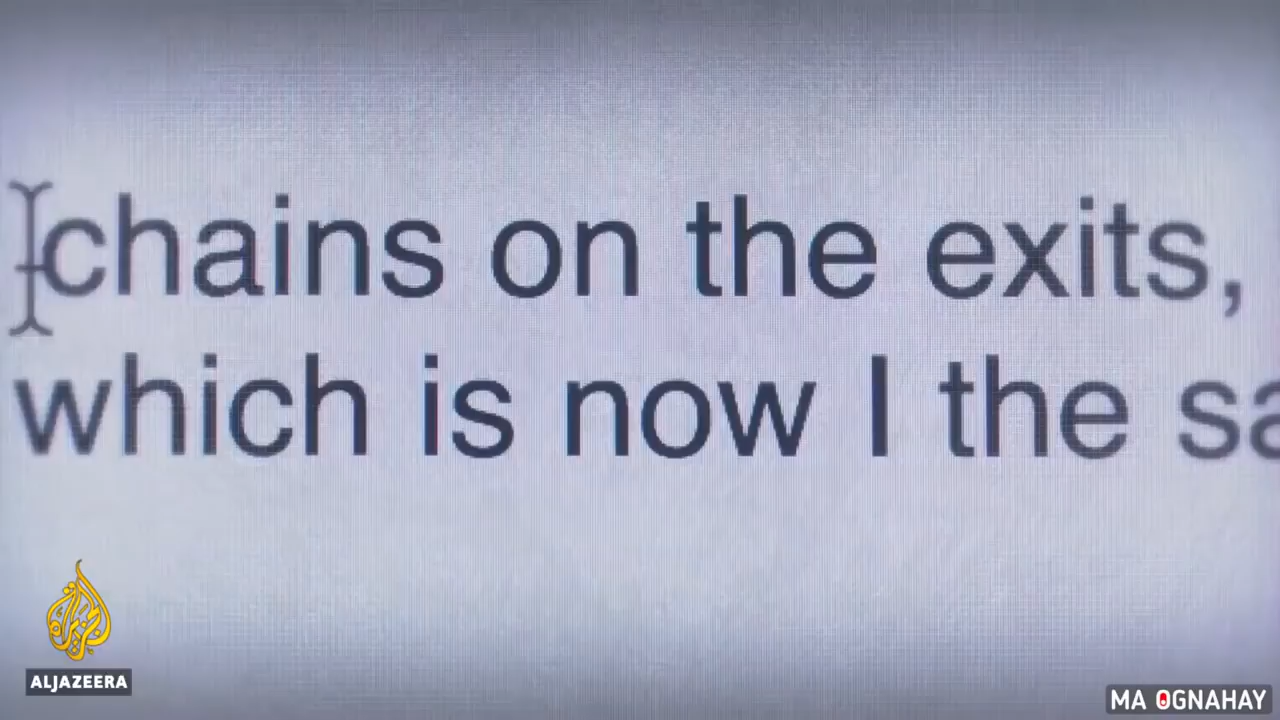 chains on the exits,
which is now I the sa
ALJAZEERA
MA OGNAHAY